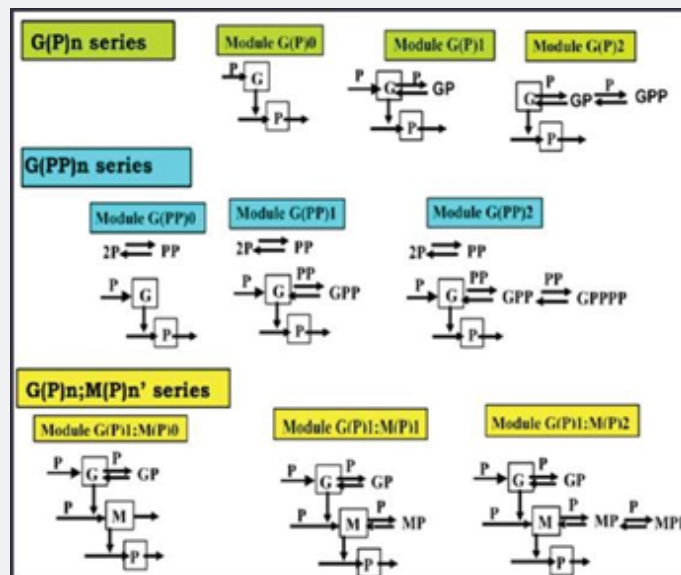 G(P)n series
Module G(P)0
Module G(P)1
Module G(P)2
P G P
P G P GP P
G P GP P GPP P
G(PP)n series
Module G(PP)0
Module G(PP)1
Module G(PP)2
2P PP
2P PP
2P PP
P G P
P G PP GPP P
P G PP GPP PP GPPPP P
G(P)n;M(P)n' series
Module G(P)1;M(P)0
Module G(P)1;M(P)1
Module G(P)1;M(P)2
P G P GP
P G P GP
P G P GP
P M
P M P MP
P M P MP P
P
P
P